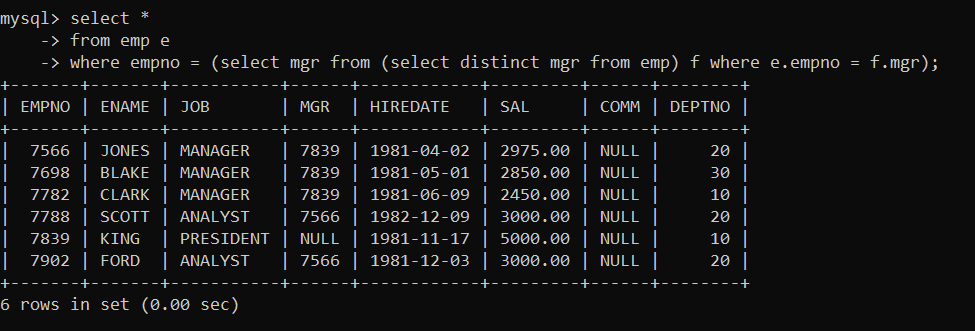 mysql> select *
    -> from emp e
    -> where empno = (select mgr from (select distinct mgr from emp) f where e.empno = f.mgr);
+-------+-------+-----------+------+------------+---------+------+--------+
| EMPNO | ENAME | JOB       | MGR  | HIREDATE   | SAL     | COMM | DEPTNO |
+-------+-------+-----------+------+------------+---------+------+--------+
|  7566 | JONES | MANAGER   | 7839 | 1981-04-02 | 2975.00 | NULL |     20 |
|  7698 | BLAKE | MANAGER   | 7839 | 1981-05-01 | 2850.00 | NULL |     30 |
|  7782 | CLARK | MANAGER   | 7839 | 1981-06-09 | 2450.00 | NULL |     10 |
|  7788 | SCOTT | ANALYST   | 7566 | 1982-12-09 | 3000.00 | NULL |     20 |
|  7839 | KING  | PRESIDENT | NULL | 1981-11-17 | 5000.00 | NULL |     10 |
|  7902 | FORD  | ANALYST   | 7566 | 1981-12-03 | 3000.00 | NULL |     20 |
+-------+-------+-----------+------+------------+---------+------+--------+
6 rows in set (0.00 sec)